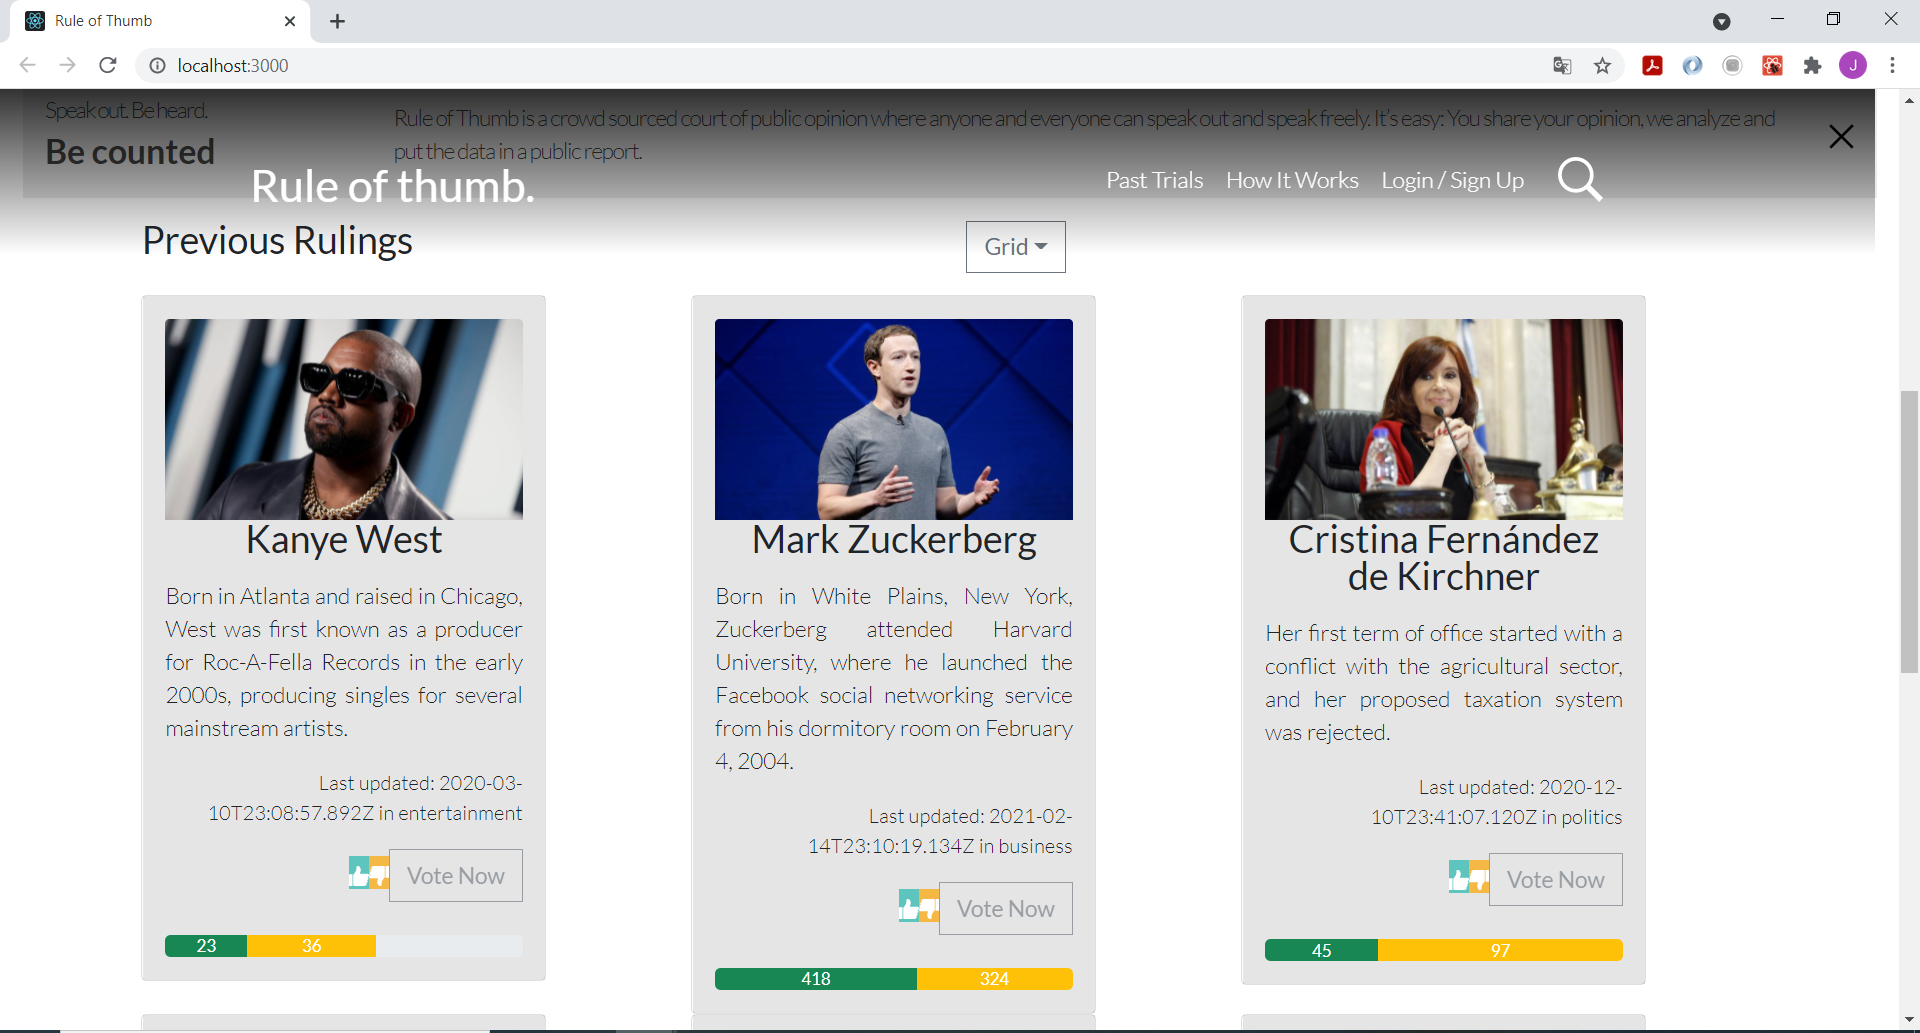 Rule of Thumb
localhost:3000
J
Speak out. Be heard.
Be counted
Rule of Thumb is a crowd sourced court of public opinion where anyone and everyone can speak out and speak freely. It's easy: You share your opinion, we analyze and
put the data in a public report.
Rule of thumb.
Past Trials
How It Works
Login / Sign Up
Previous Rulings
Grid
Kanye West
Born in Atlanta and raised in Chicago,
West was first known as a producer
for Roc-A-Fella Records in the early
2000s, producing singles for several
mainstream artists.
Last updated: 2020-03-
10T23:08:57.892Z in entertainment
Vote Now
23
36
Mark Zuckerberg
Born in White Plains, New York,
Zuckerberg attended Harvard
University, where he launched the
Facebook social networking service
from his dormitory room on February
4, 2004.
Last updated: 2021-02-
14T23:10:19.134Z in business
Vote Now
418
324
Cristina Fernández
de Kirchner
Her first term of office started with a
conflict with the agricultural sector,
and her proposed taxation system
was rejected.
Last updated: 2020-12-
10T23:41:07.120Z in politics
Vote Now
45
97